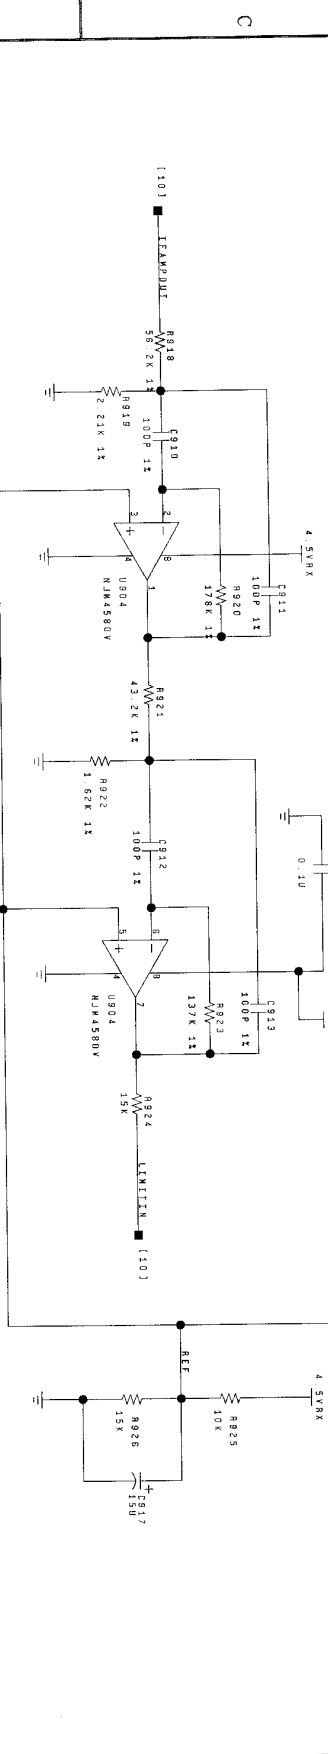 C
[10]
IFAMPOUT
R918
56.2K 1%
R919
2.21K 1%
C910
100P 1%
C911
100P 1%
R920
178K 1%
4.5VRX
2
3
8
4
1
U904
NJM4580V
R921
43.2K 1%
R922
1.62K 1%
C912
100P 1%
C913
100P 1%
R923
137K 1%
0.1U
6
5
8
4
7
U904
NJM4580V
R924
15K
LIMITIN
[10]
REF
4.5VRX
R925
10K
R926
15K
C917
15U